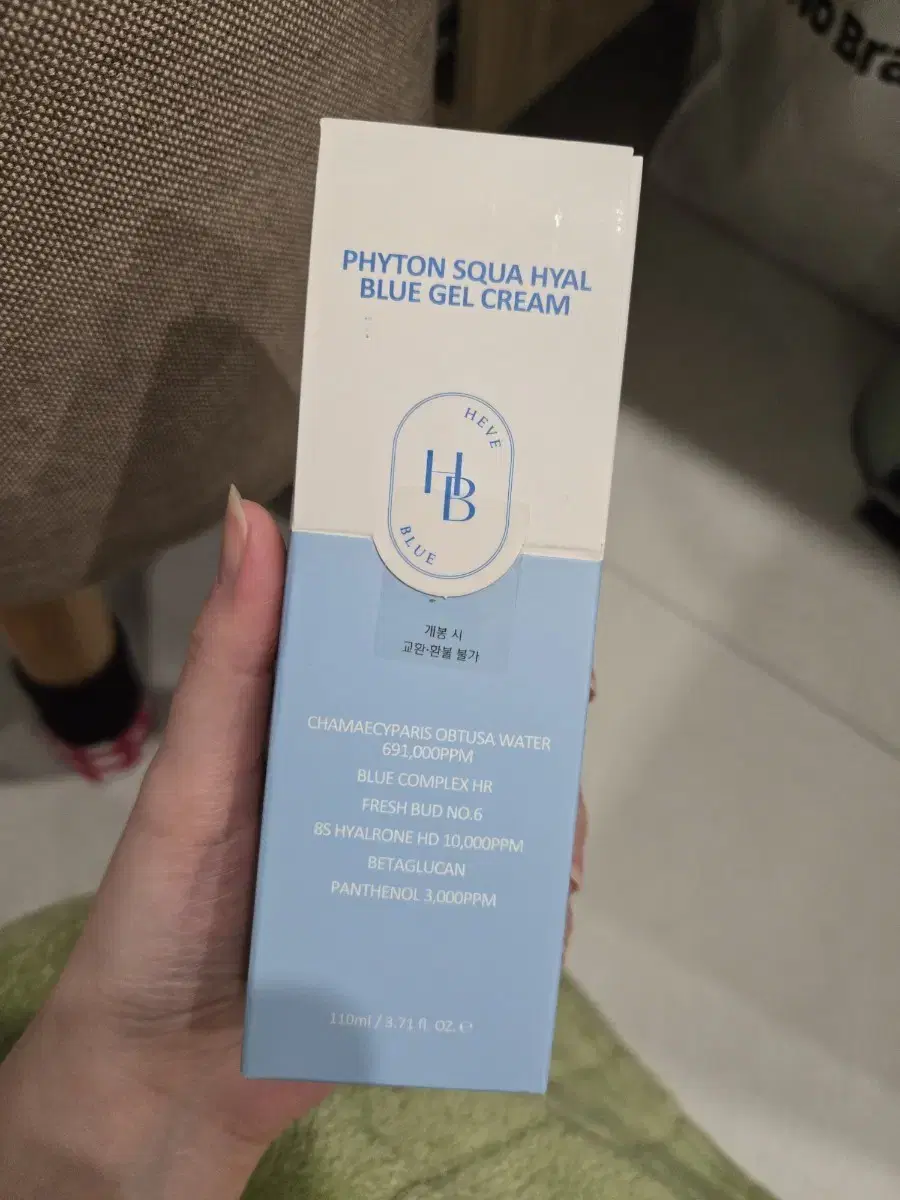 No Bra
PHYTON SQUA HYAL
BLUE GEL CREAM
HEVE
HB
BLUE
개봉 시
교환·환불 불가
CHAMAECYPARIS OBTUSA WATER
691,000PPM
BLUE COMPLEX HR
FRESH BUD NO.6
8S HYALRONE HD 10,000PPM
BETAGLUCAN
PANTHENOL 3,000PPM
110ml / 3.71 fl. OZ. ℮